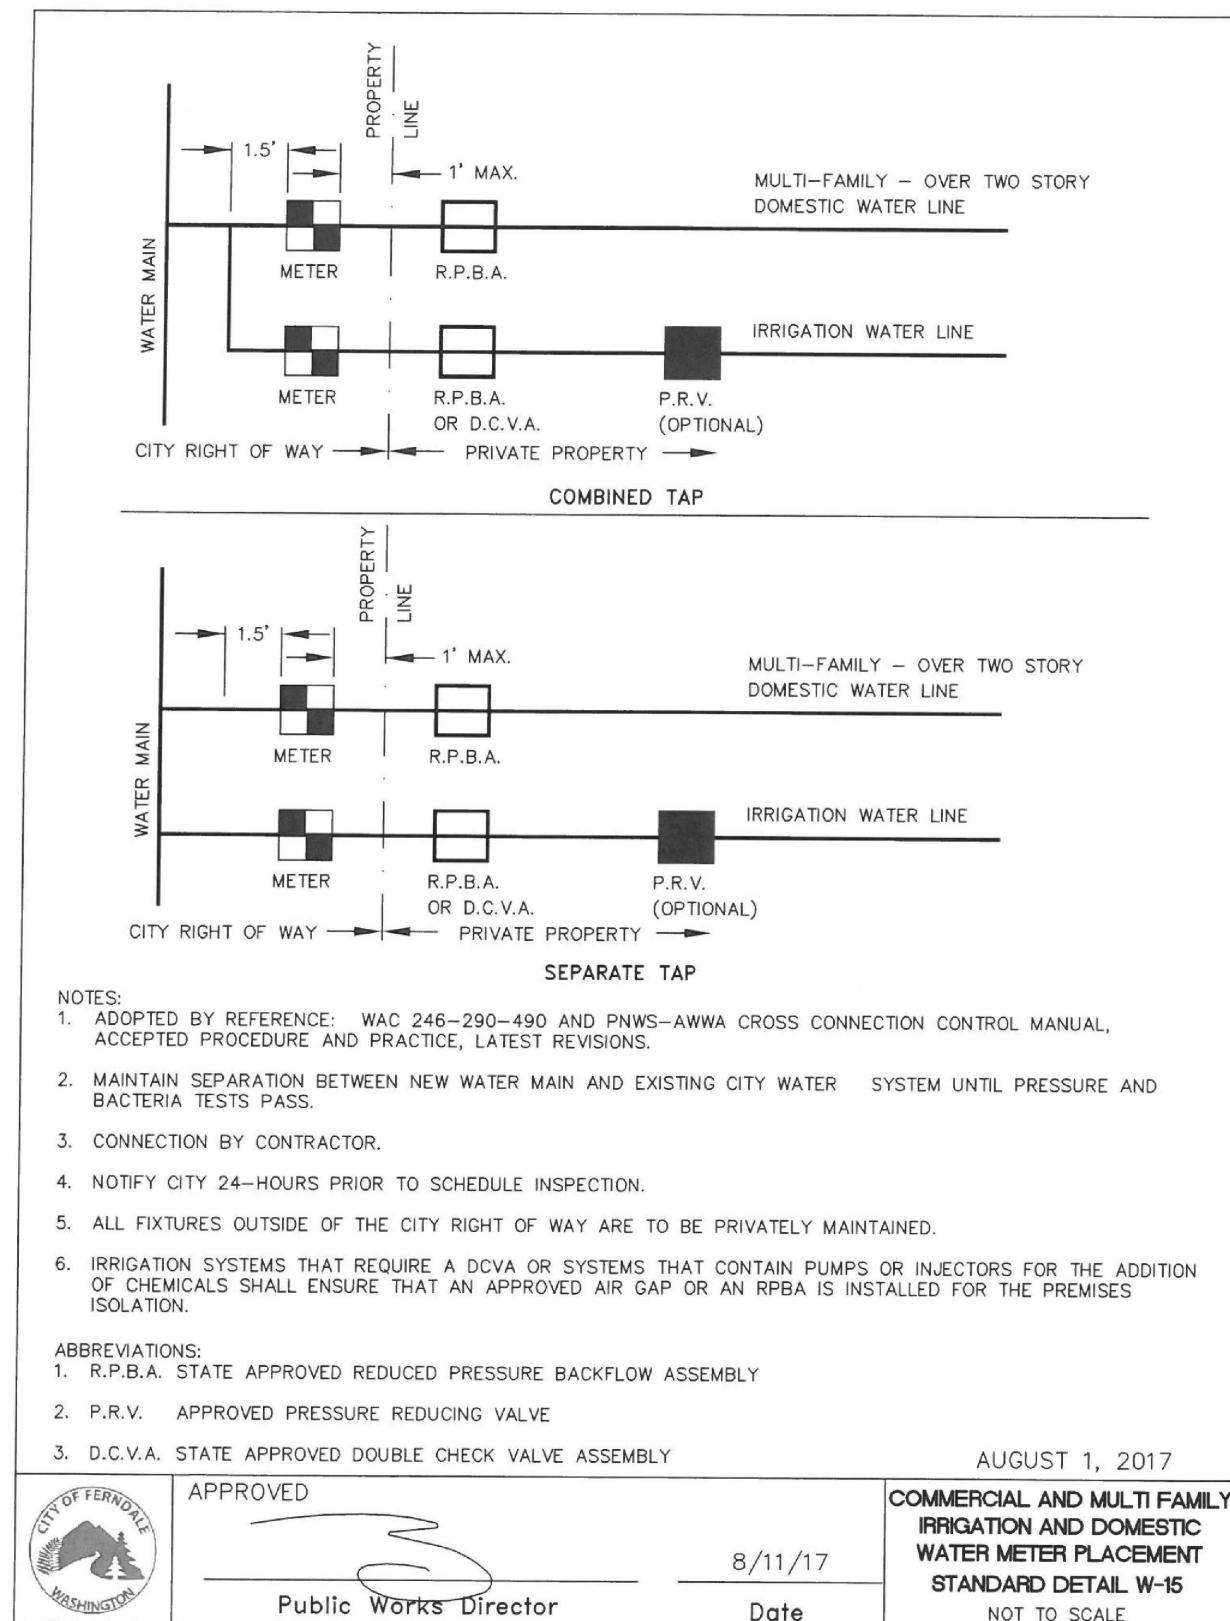 PROPERTY
LINE
1.5'
1' MAX.
MULTI-FAMILY - OVER TWO STORY
DOMESTIC WATER LINE
WATER MAIN
METER
R.P.B.A.
IRRIGATION WATER LINE
METER
R.P.B.A.
OR D.C.V.A.
P.R.V.
(OPTIONAL)
CITY RIGHT OF WAY
PRIVATE PROPERTY
COMBINED TAP
PROPERTY
LINE
1.5'
1' MAX.
MULTI-FAMILY - OVER TWO STORY
DOMESTIC WATER LINE
WATER MAIN
METER
R.P.B.A.
IRRIGATION WATER LINE
METER
R.P.B.A.
OR D.C.V.A.
P.R.V.
(OPTIONAL)
CITY RIGHT OF WAY
PRIVATE PROPERTY
SEPARATE TAP
NOTES:
1. ADOPTED BY REFERENCE: WAC 246-290-490 AND PNWS-AWWA CROSS CONNECTION CONTROL MANUAL,
ACCEPTED PROCEDURE AND PRACTICE, LATEST REVISIONS.
2. MAINTAIN SEPARATION BETWEEN NEW WATER MAIN AND EXISTING CITY WATER SYSTEM UNTIL PRESSURE AND
BACTERIA TESTS PASS.
3. CONNECTION BY CONTRACTOR.
4. NOTIFY CITY 24-HOURS PRIOR TO SCHEDULE INSPECTION.
5. ALL FIXTURES OUTSIDE OF THE CITY RIGHT OF WAY ARE TO BE PRIVATELY MAINTAINED.
6. IRRIGATION SYSTEMS THAT REQUIRE A DCVA OR SYSTEMS THAT CONTAIN PUMPS OR INJECTORS FOR THE ADDITION
OF CHEMICALS SHALL ENSURE THAT AN APPROVED AIR GAP OR AN RPBA IS INSTALLED FOR THE PREMISES
ISOLATION.
ABBREVIATIONS:
1. R.P.B.A. STATE APPROVED REDUCED PRESSURE BACKFLOW ASSEMBLY
2. P.R.V. APPROVED PRESSURE REDUCING VALVE
3. D.C.V.A. STATE APPROVED DOUBLE CHECK VALVE ASSEMBLY
AUGUST 1, 2017
CITY OF FERNDALE
WASHINGTON
APPROVED
8/11/17
Public Works Director
Date
COMMERCIAL AND MULTI FAMILY
IRRIGATION AND DOMESTIC
WATER METER PLACEMENT
STANDARD DETAIL W-15
NOT TO SCALE